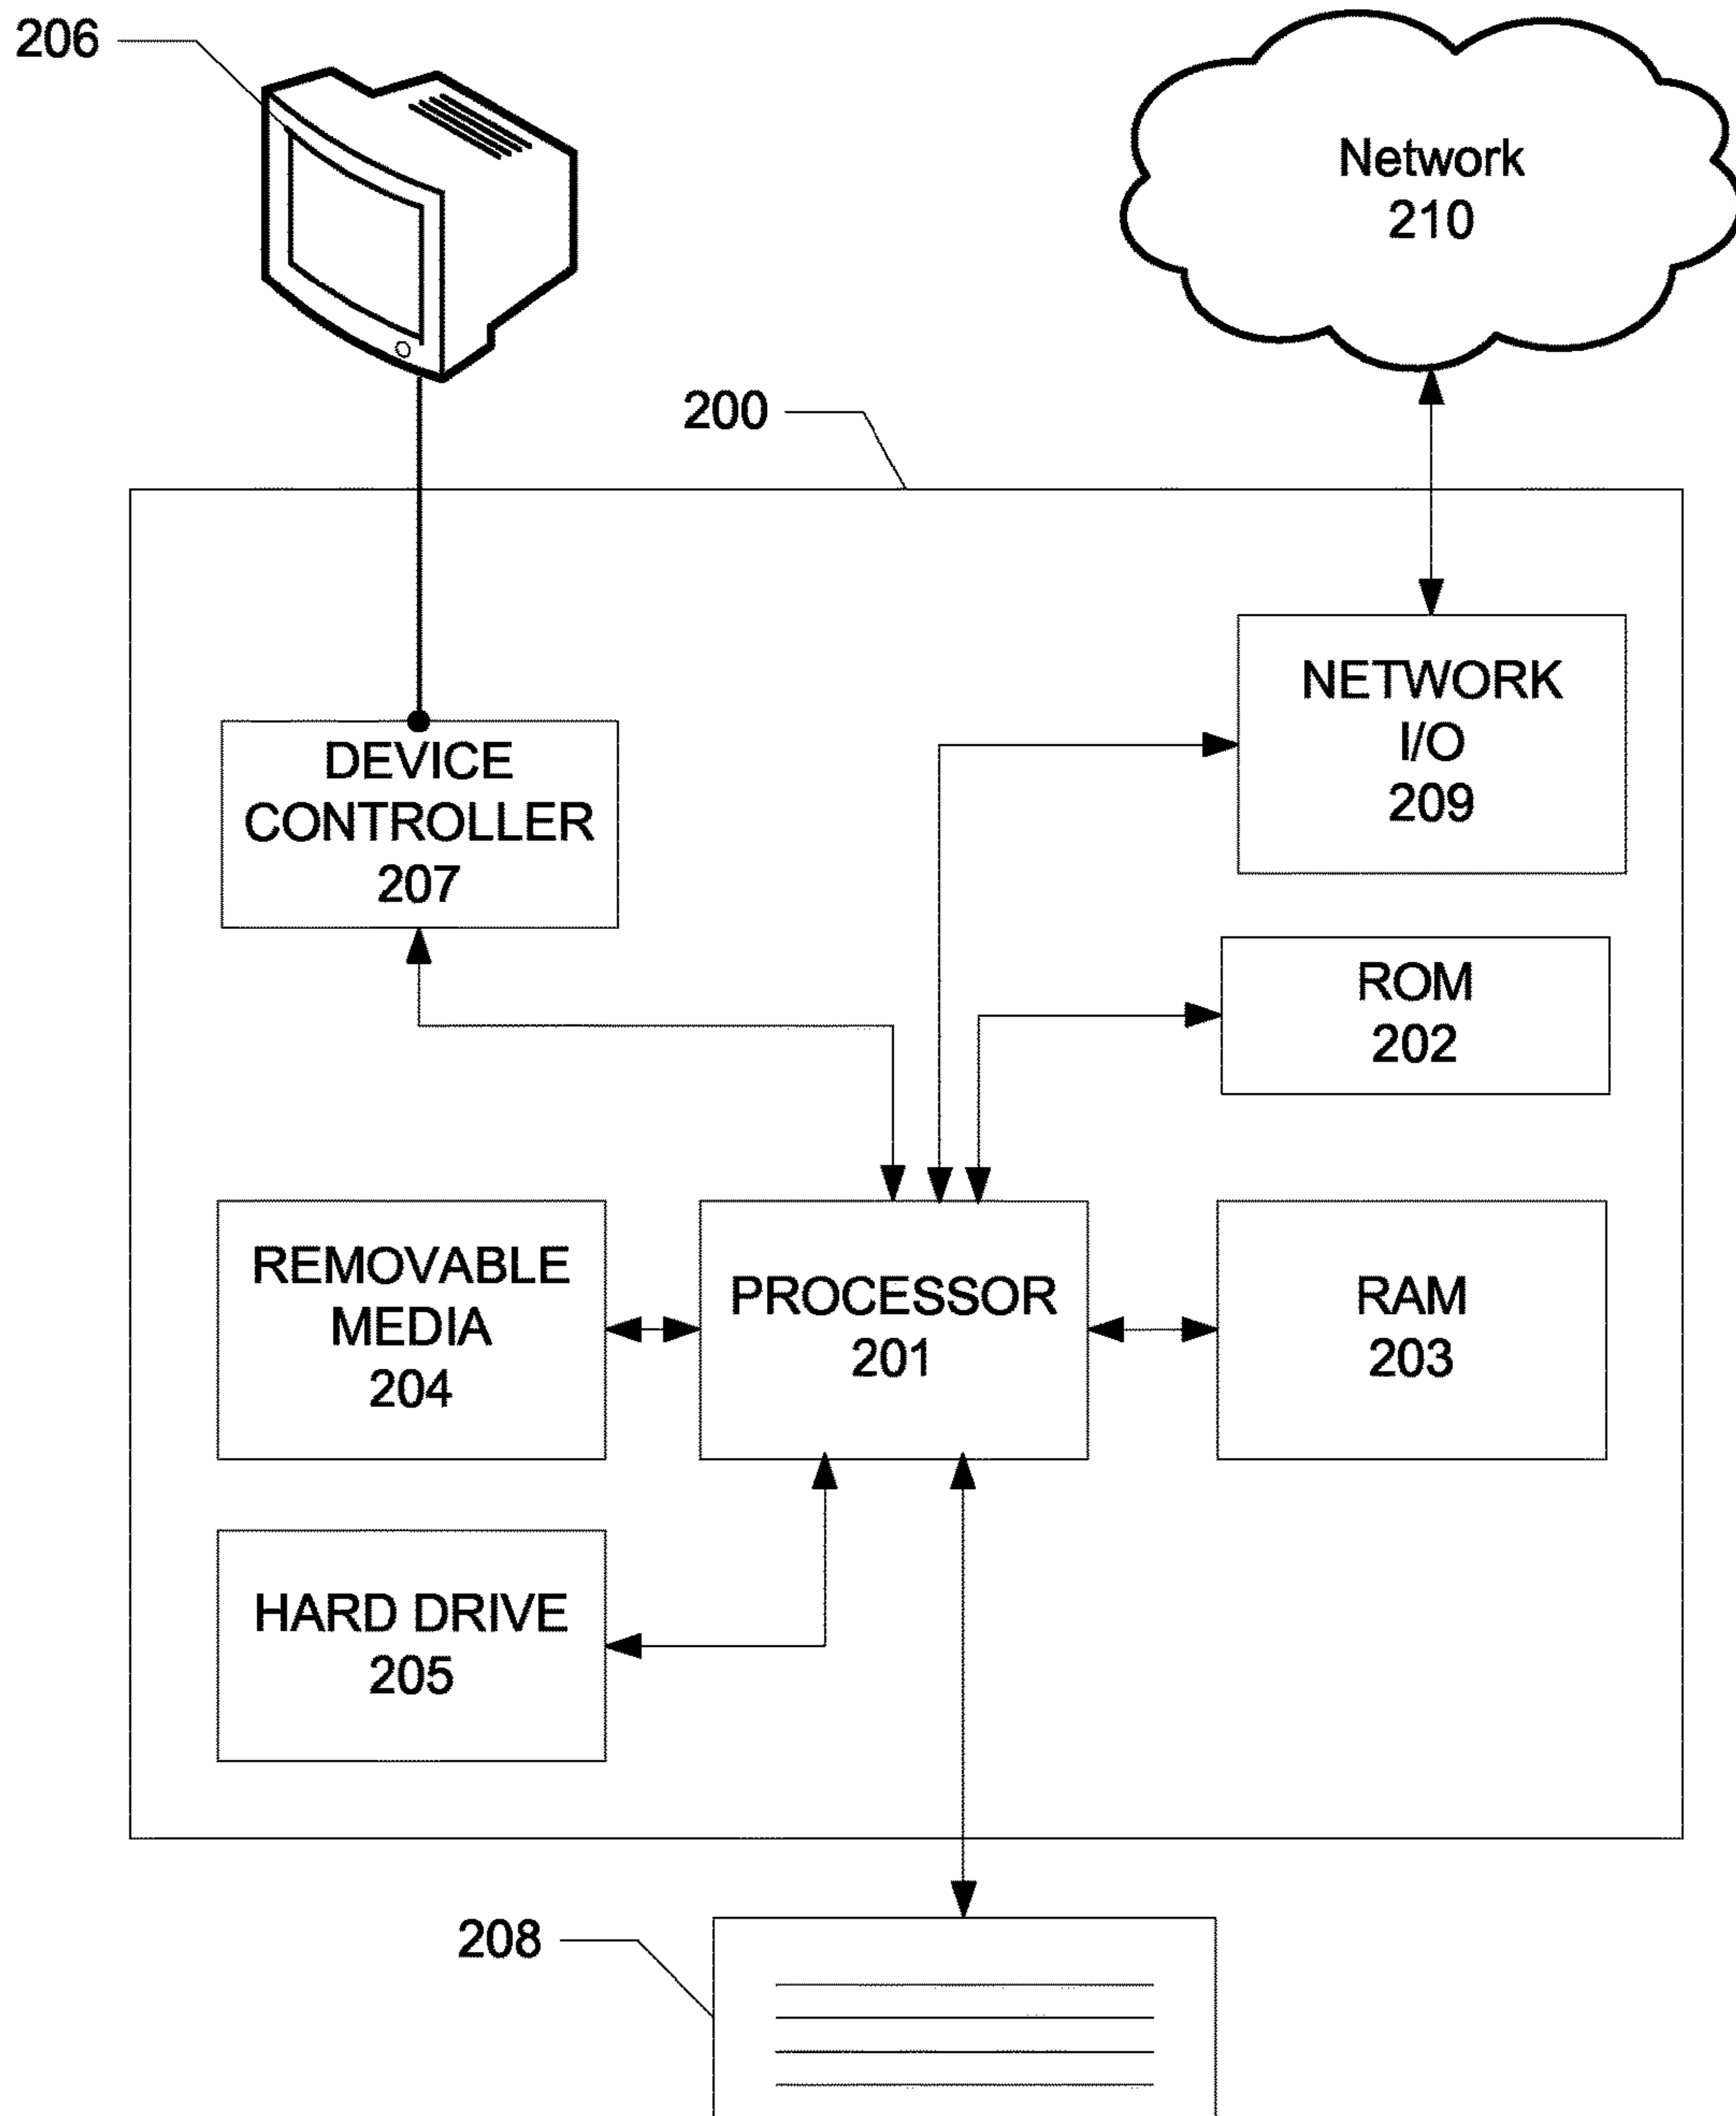 206
Network
210
200
NETWORK
I/O
209
DEVICE
CONTROLLER
207
ROM
202
REMOVABLE
MEDIA
204
PROCESSOR
201
RAM
203
HARD DRIVE
205
208